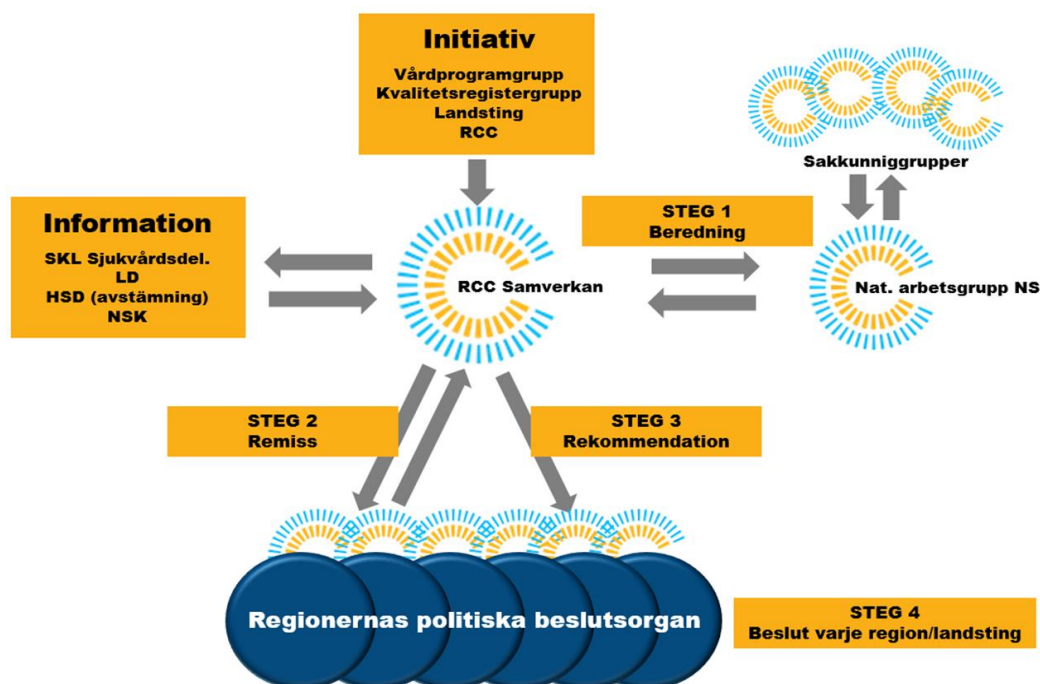 Initiativ
Vårdprogramgrupp
Kvalitetsregistergrupp
Landsting
RCC
Sakkunniggrupper
Information
SKL Sjukvårdsdel.
LD
HSD (avstämning)
NSK
STEG 1
Beredning
RCC Samverkan
Nat. arbetsgrupp NS
STEG 2
Remiss
STEG 3
Rekommendation
Regionernas politiska beslutsorgan
STEG 4
Beslut varje region/landsting